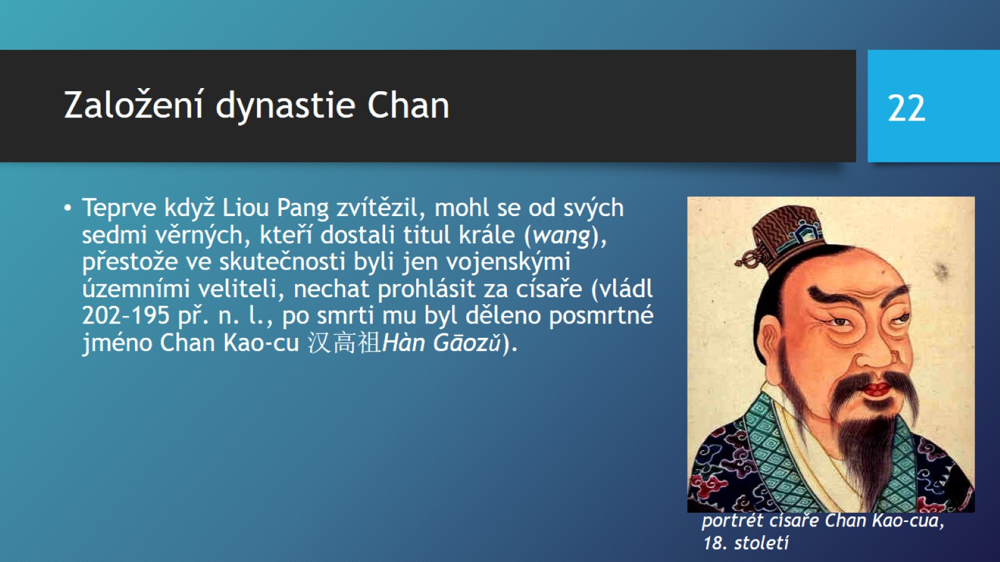 Založení dynastie Chan
22
• Teprve když Liou Pang zvítězil, mohl se od svých
sedmi věrných, kteří dostali titul krále (wang),
přestože ve skutečnosti byli jen vojenskými
územními veliteli, nechat prohlásit za císaře (vládl
202–195 př. n. l., po smrti mu byl děleno posmrtné
jméno Chan Kao-cu 汉高祖Hàn Gāozǔ).
portrét císaře Chan Kao-cua,
18. století